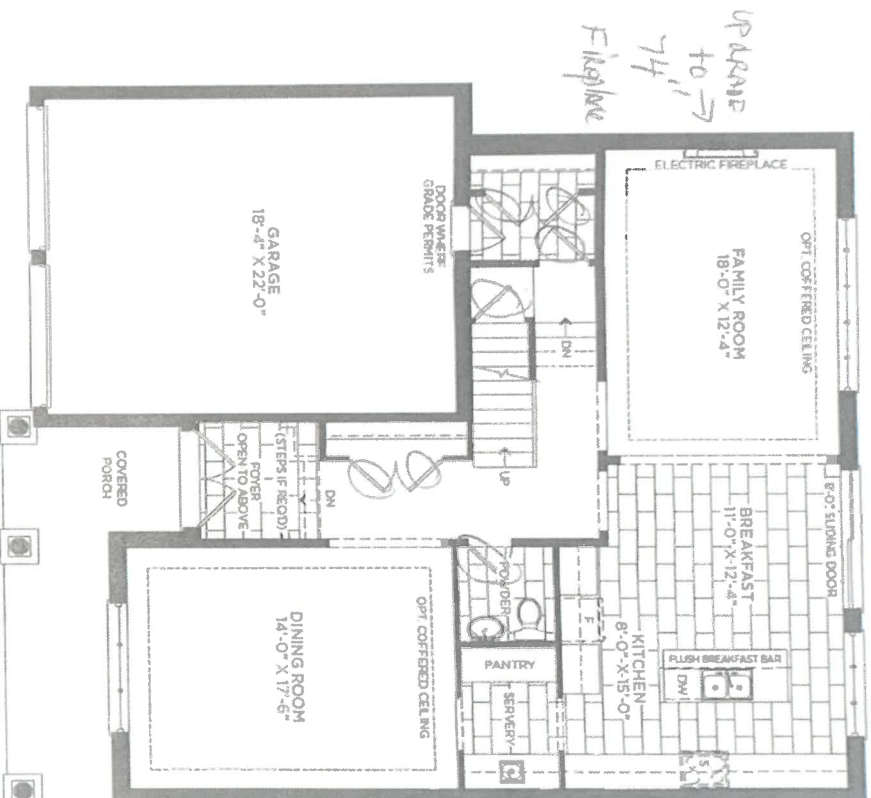 UPGRADE
to →
74"
Fireplace
ELECTRIC FIREPLACE
OPT. COFFERED CEILING
FAMILY ROOM
18'-0" X 12'-4"
DOOR WHERE
GRADE PERMITS
GARAGE
18'-4" X 22'-0"
DN
UP
8'-0" SLIDING DOOR
BREAKFAST
11'-0"-X-12'-4"
(STEPS IF REQ'D)
FOYER
OPEN TO ABOVE
DN
COVERED
PORCH
POWDER
F
KITCHEN
8'-0"-X-15'-0"
FLUSH BREAKFAST BAR
DW
PANTRY
SERVERY
S
OPT. COFFERED CEILING
DINING ROOM
14'-0" X 17'-6"